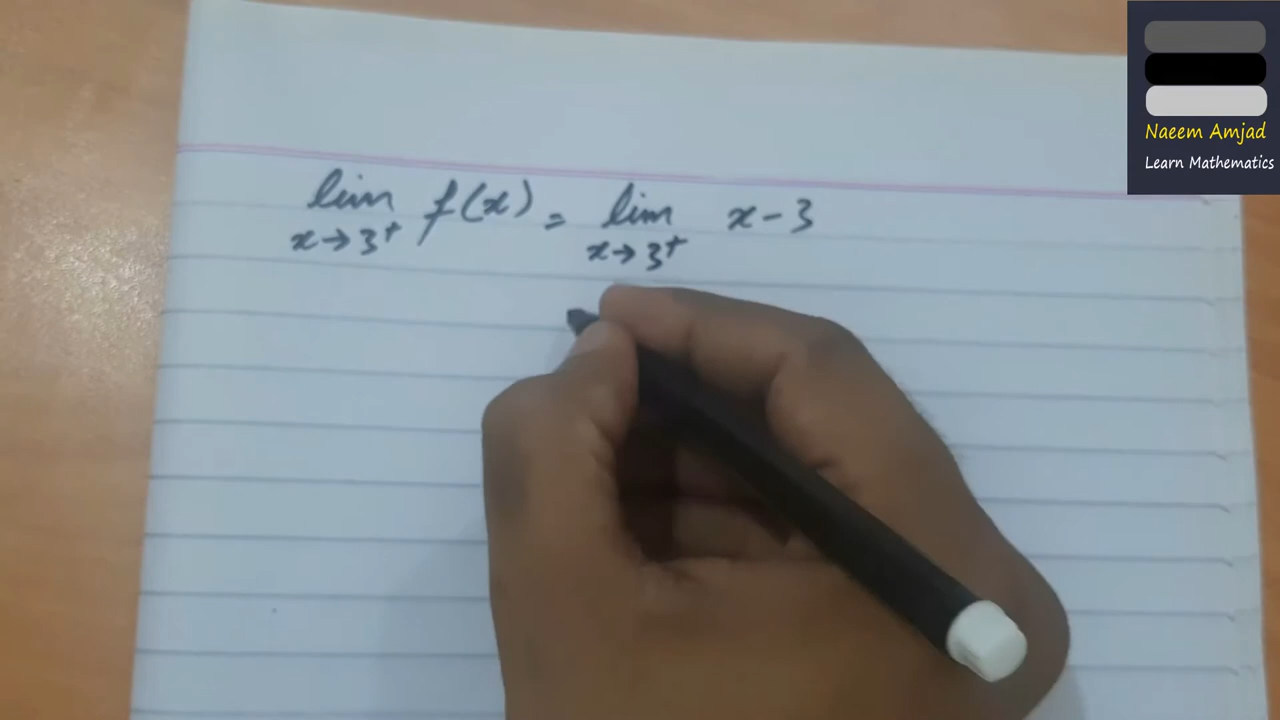 lim f(x) = lim x-3
x→3⁺ x→3⁺
Naeem Amjad
Learn Mathematics